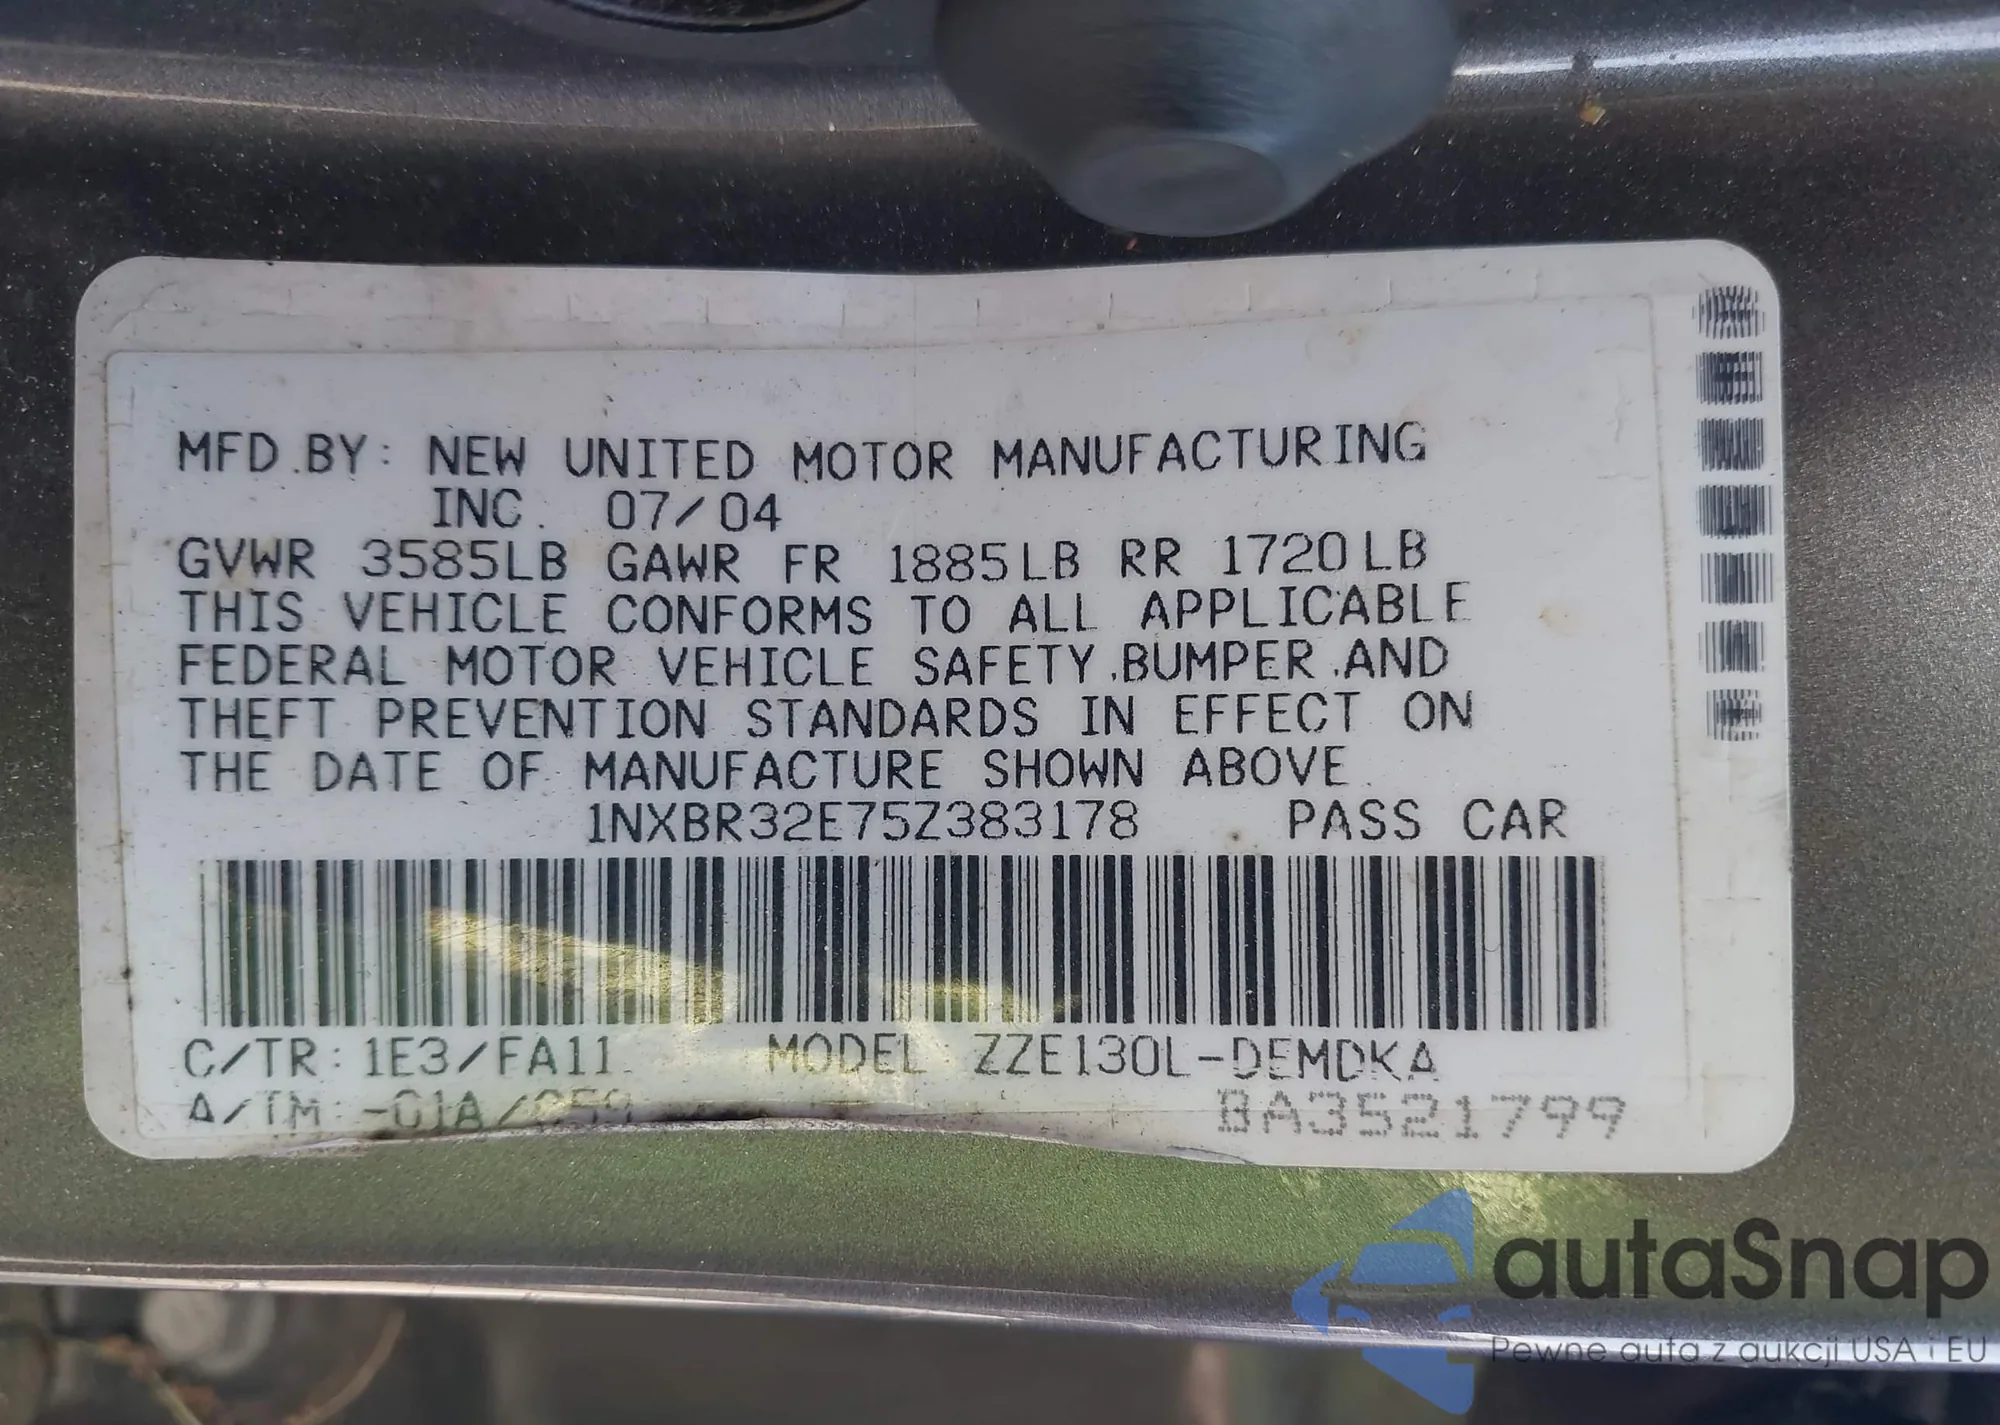 MFD.BY: NEW UNITED MOTOR MANUFACTURING
INC. 07/04
GVWR 3585LB GAWR FR 1885LB RR 1720LB
THIS VEHICLE CONFORMS TO ALL APPLICABLE
FEDERAL MOTOR VEHICLE SAFETY,BUMPER,AND
THEFT PREVENTION STANDARDS IN EFFECT ON
THE DATE OF MANUFACTURE SHOWN ABOVE.
1NXBR32E75Z383178 PASS CAR
C/TR:1E3/FA11 MODEL ZZE130L-DEMDKA
A/TM:-01A/
BA3521799
autaSnap
Pewne auta z aukcji USA i EU